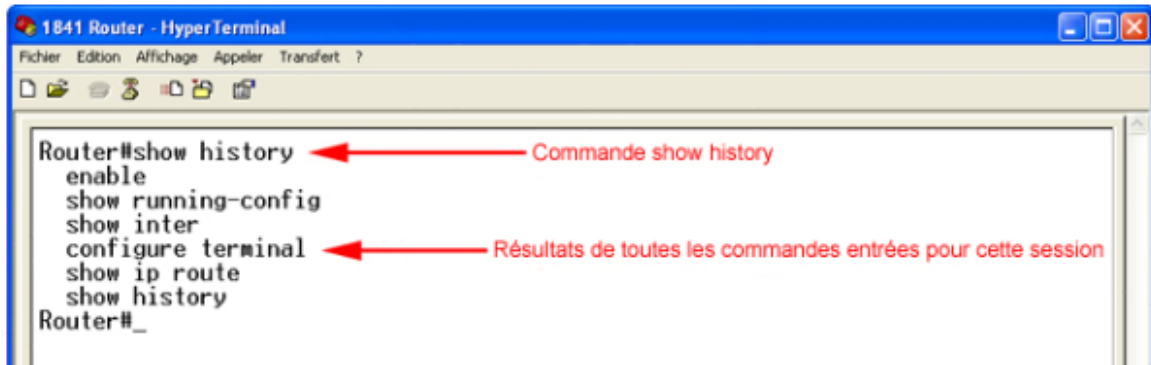 1841 Router - HyperTerminal
Fichier Edition Affichage Appeler Transfert ?
Router#show history Commande show history
enable
show running-config
show inter
configure terminal Résultats de toutes les commandes entrées pour cette session
show ip route
show history
Router#_